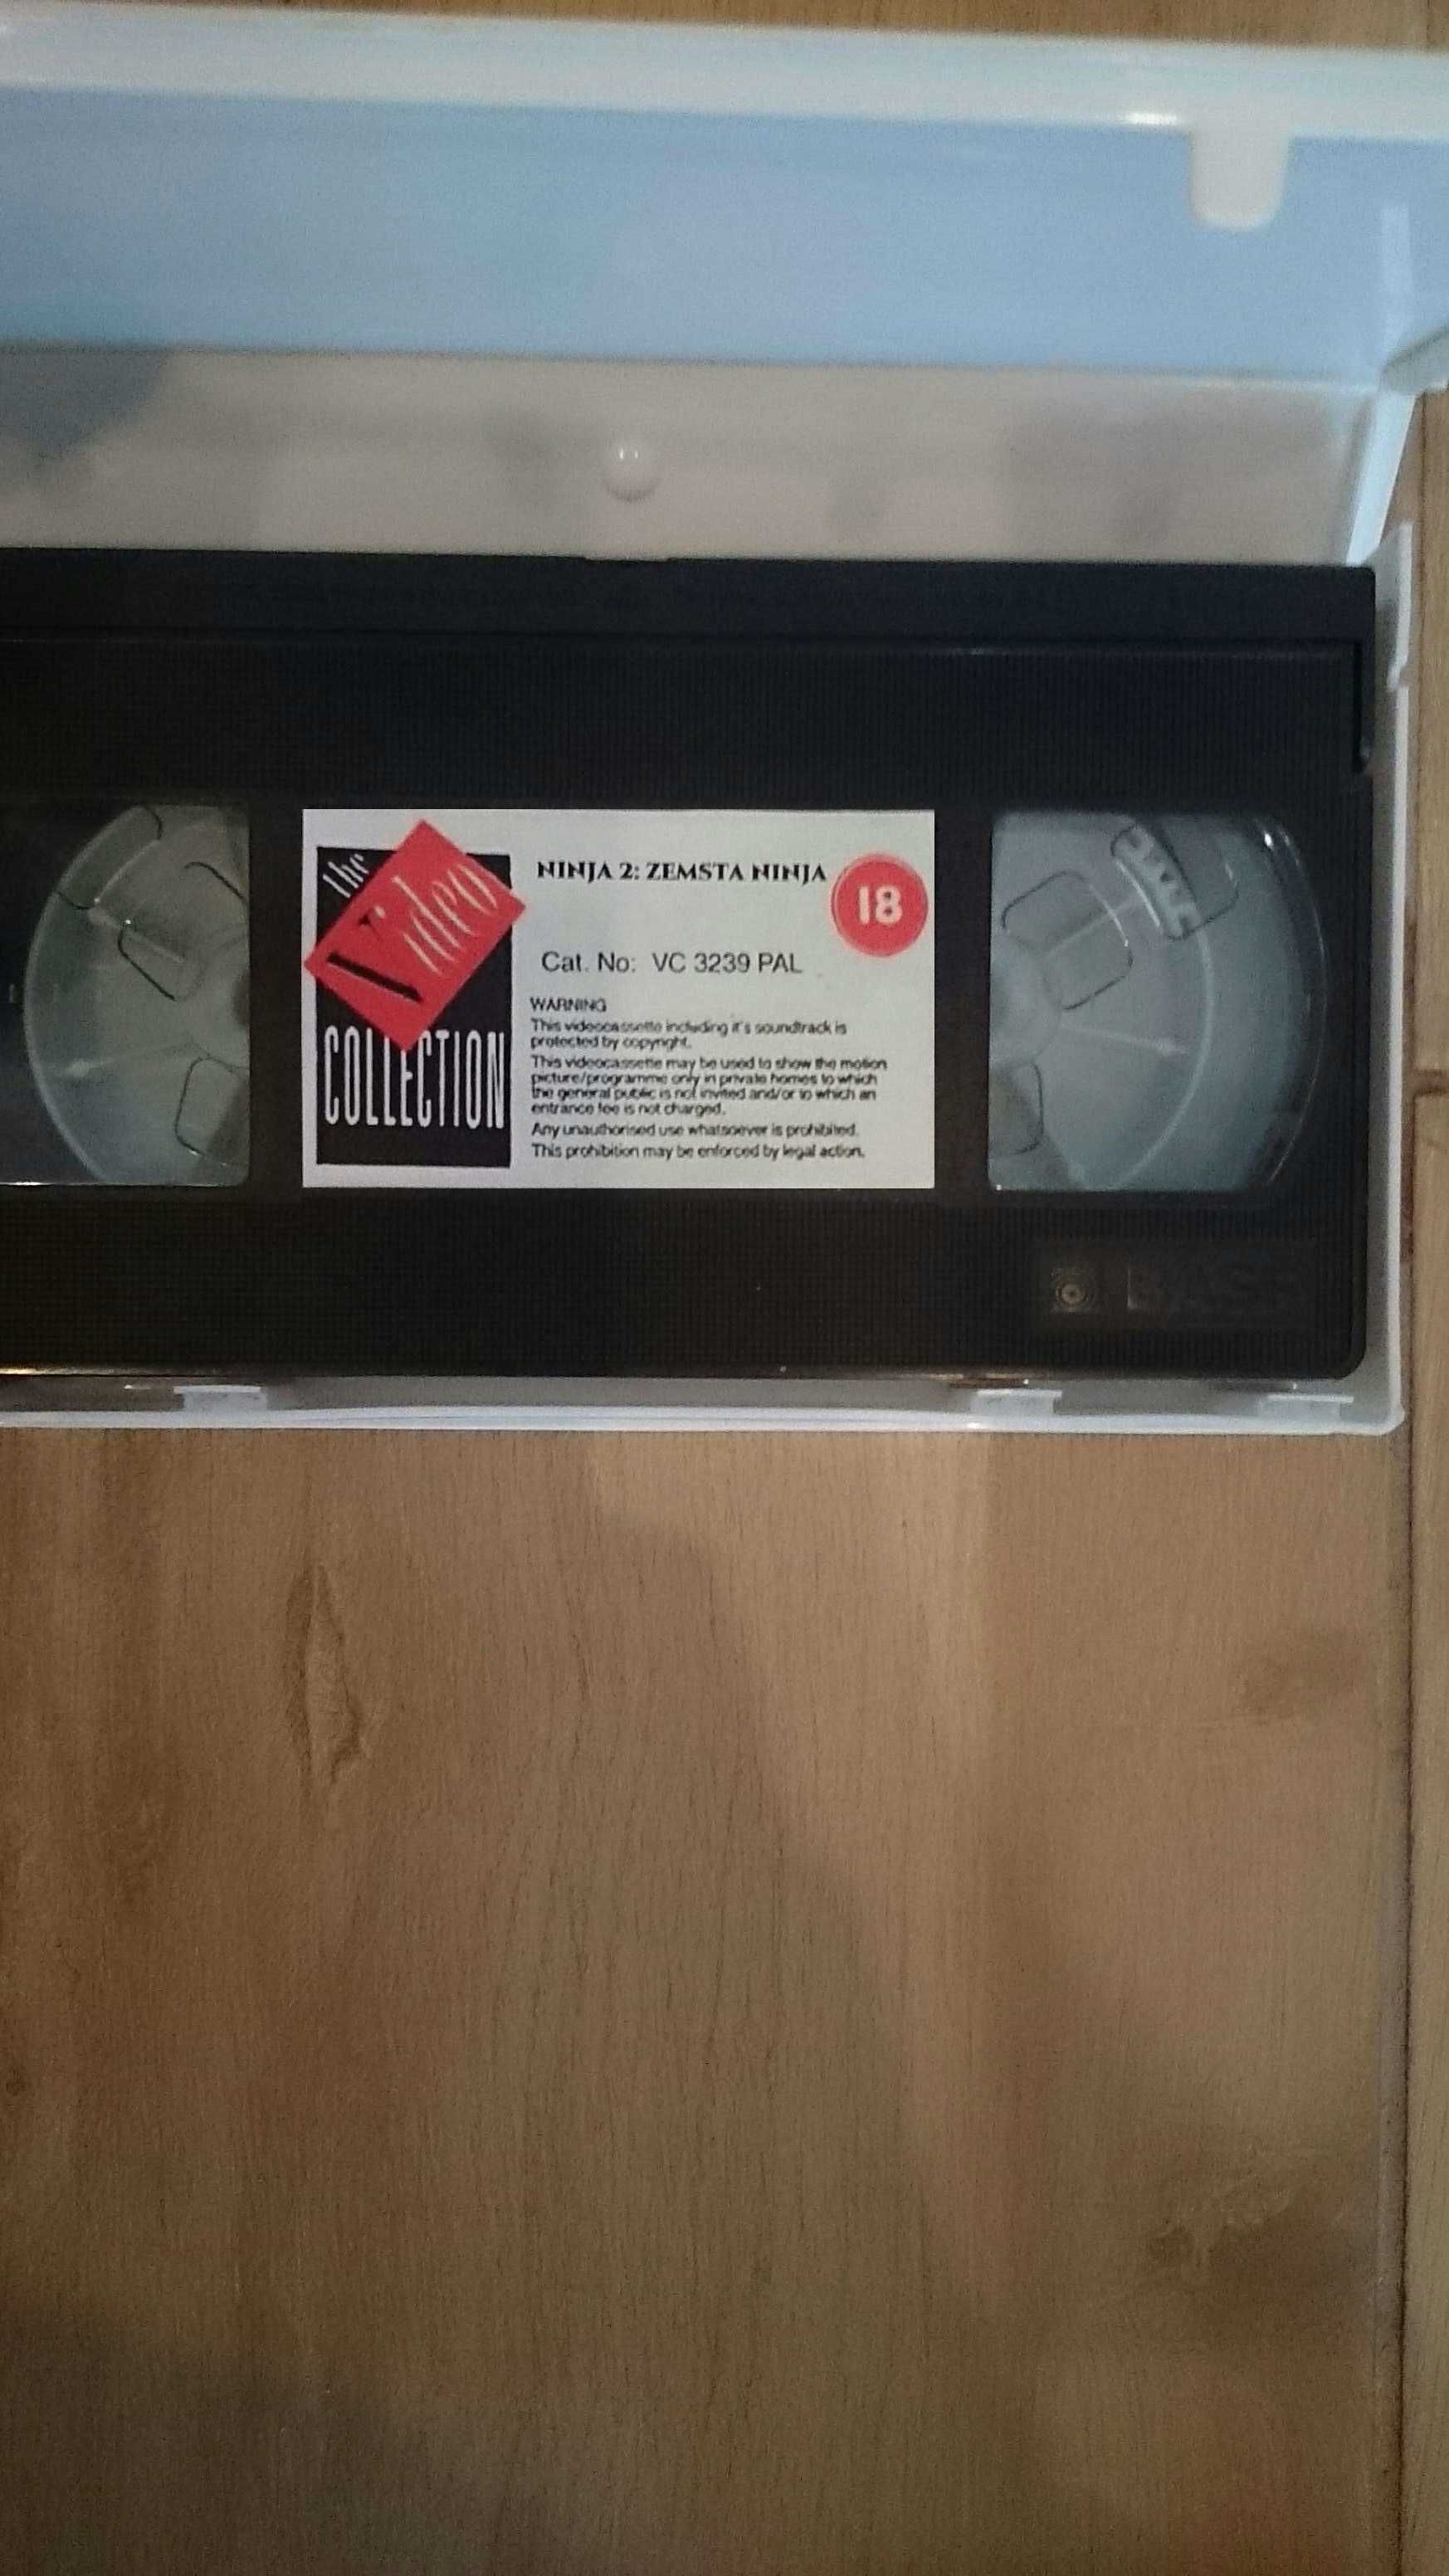 the
Video
COLLECTION
NINJA 2: ZEMSTA NINJA
18
Cat. No: VC 3239 PAL
WARNING
This videocassette including it's soundtrack is
protected by copyright.
This videocassette may be used to show the motion
picture/programme only in private homes to which
the general public is not invited and/or to which an
entrance fee is not charged.
Any unauthorised use whatsoever is prohibited.
This prohibition may be enforced by legal action.
BASF